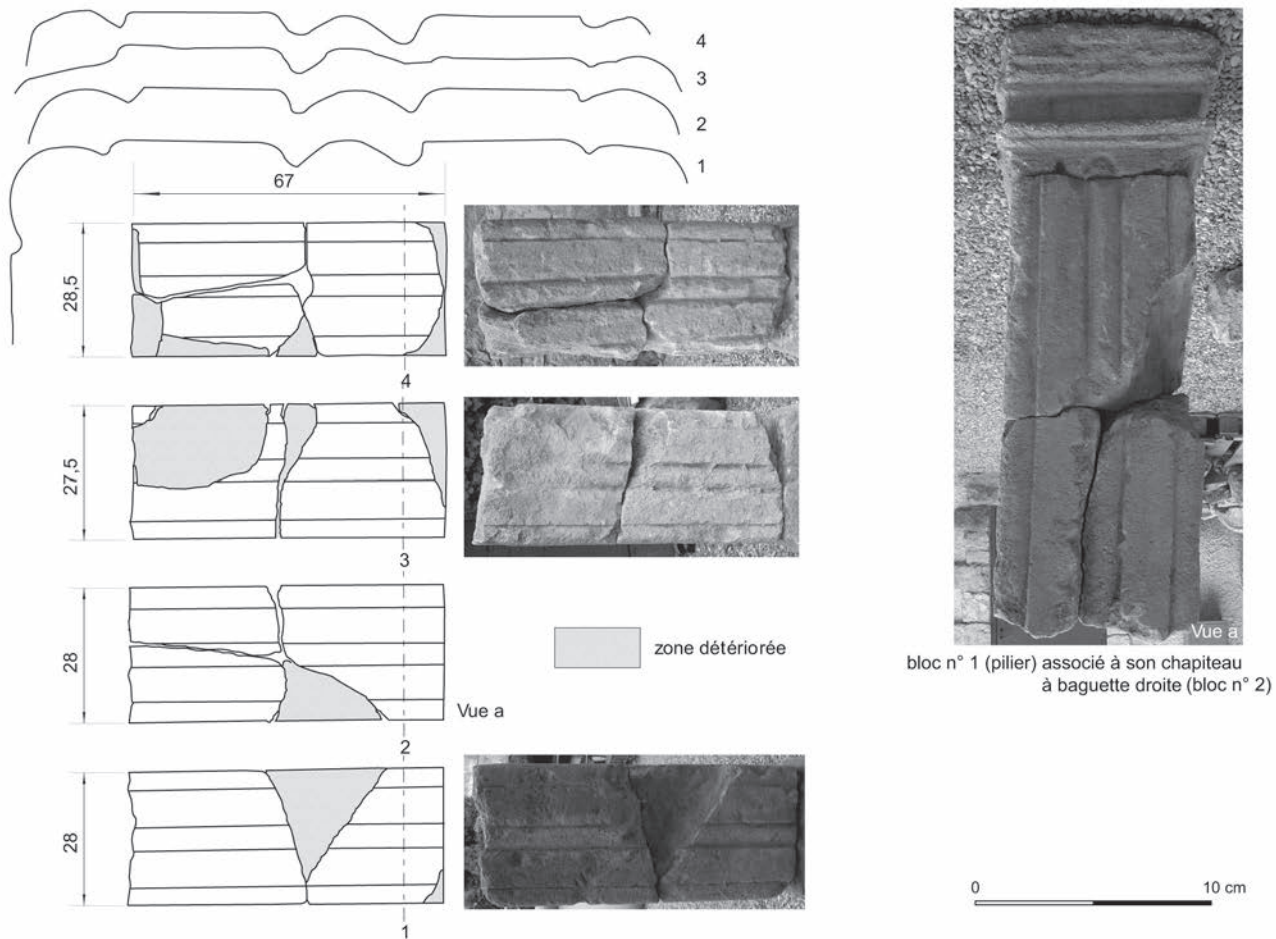 4
3
2
1
67
28,5
4
27,5
3
28
Vue a
2
28
1
zone détériorée
Vue a
bloc n° 1 (pilier) associé à son chapiteau
à baguette droite (bloc n° 2)
0 10 cm